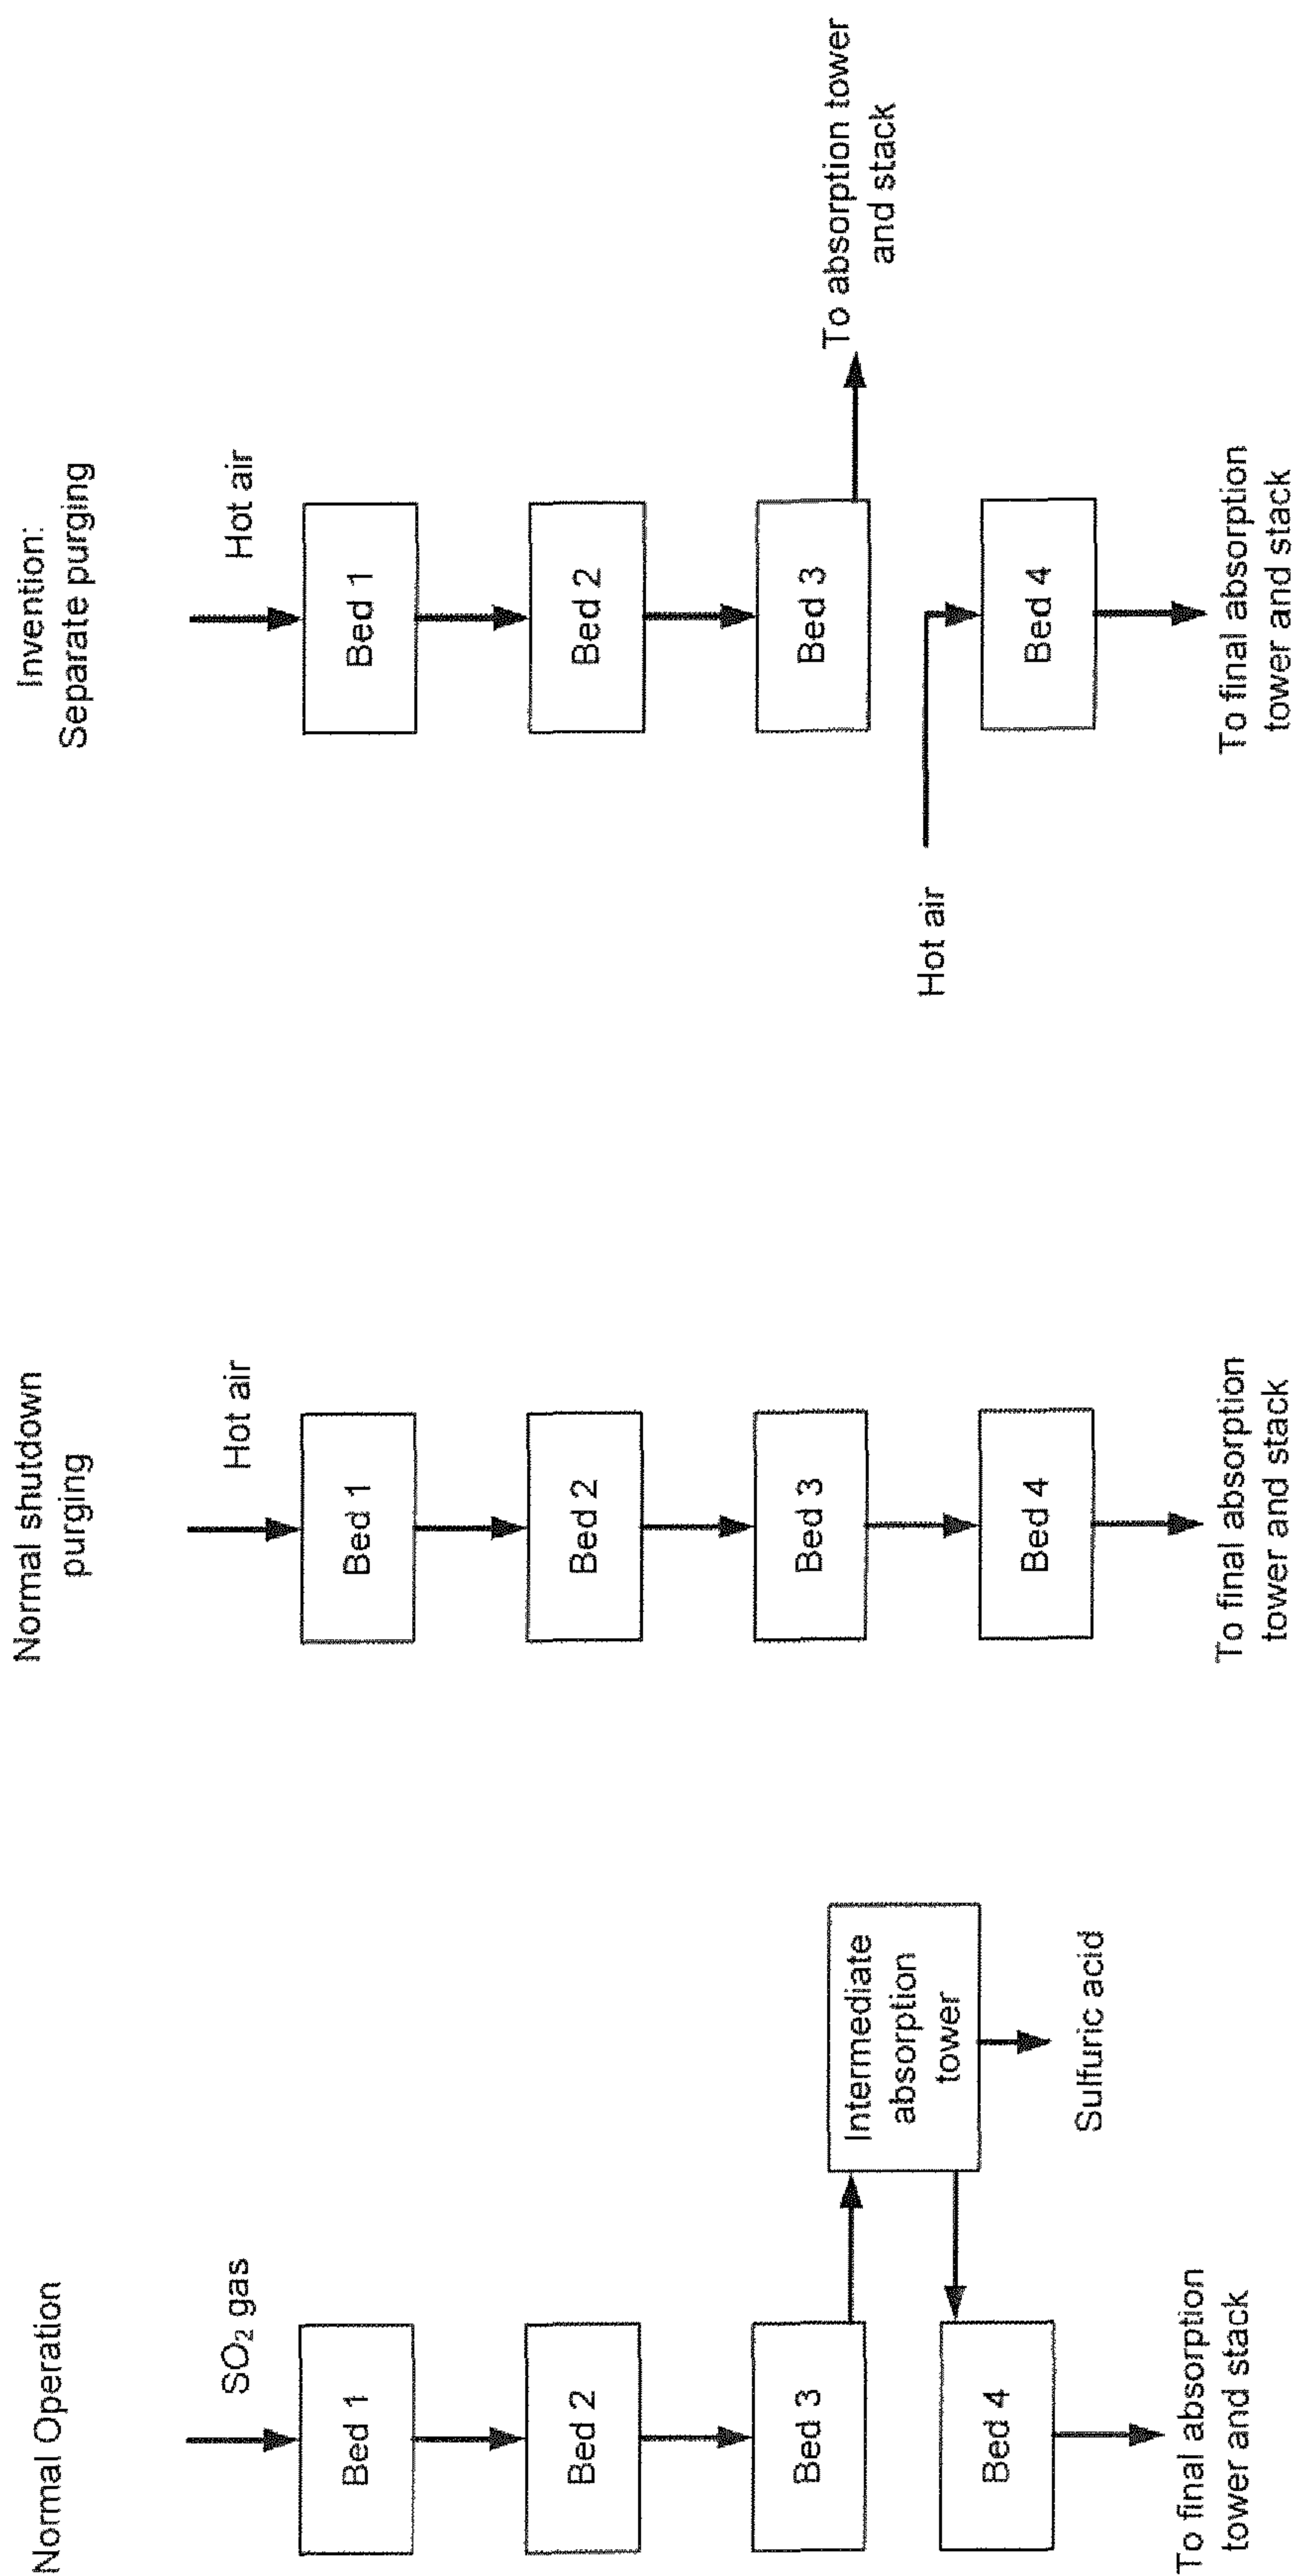 Normal Operation
SO₂ gas
Bed 1
Bed 2
Bed 3
Intermediate
absorption
tower
Sulfuric acid
Bed 4
To final absorption
tower and stack
Normal shutdown
purging
Hot air
Bed 1
Bed 2
Bed 3
Bed 4
To final absorption
tower and stack
Invention:
Separate purging
Hot air
Bed 1
Bed 2
Bed 3
To absorption tower
and stack
Hot air
Bed 4
To final absorption
tower and stack